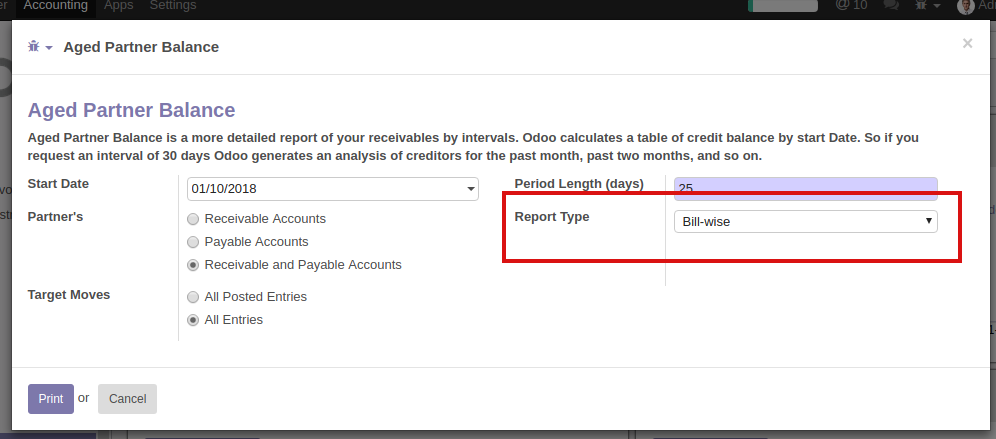 Accounting Apps Settings @ 10
Aged Partner Balance ×
Aged Partner Balance
Aged Partner Balance is a more detailed report of your receivables by intervals. Odoo calculates a table of credit balance by start Date. So if you
request an interval of 30 days Odoo generates an analysis of creditors for the past month, past two months, and so on.
Start Date 01/10/2018 Period Length (days) 25
Partner's Receivable Accounts Report Type Bill-wise
Payable Accounts
Receivable and Payable Accounts
Target Moves All Posted Entries
All Entries
Print or Cancel